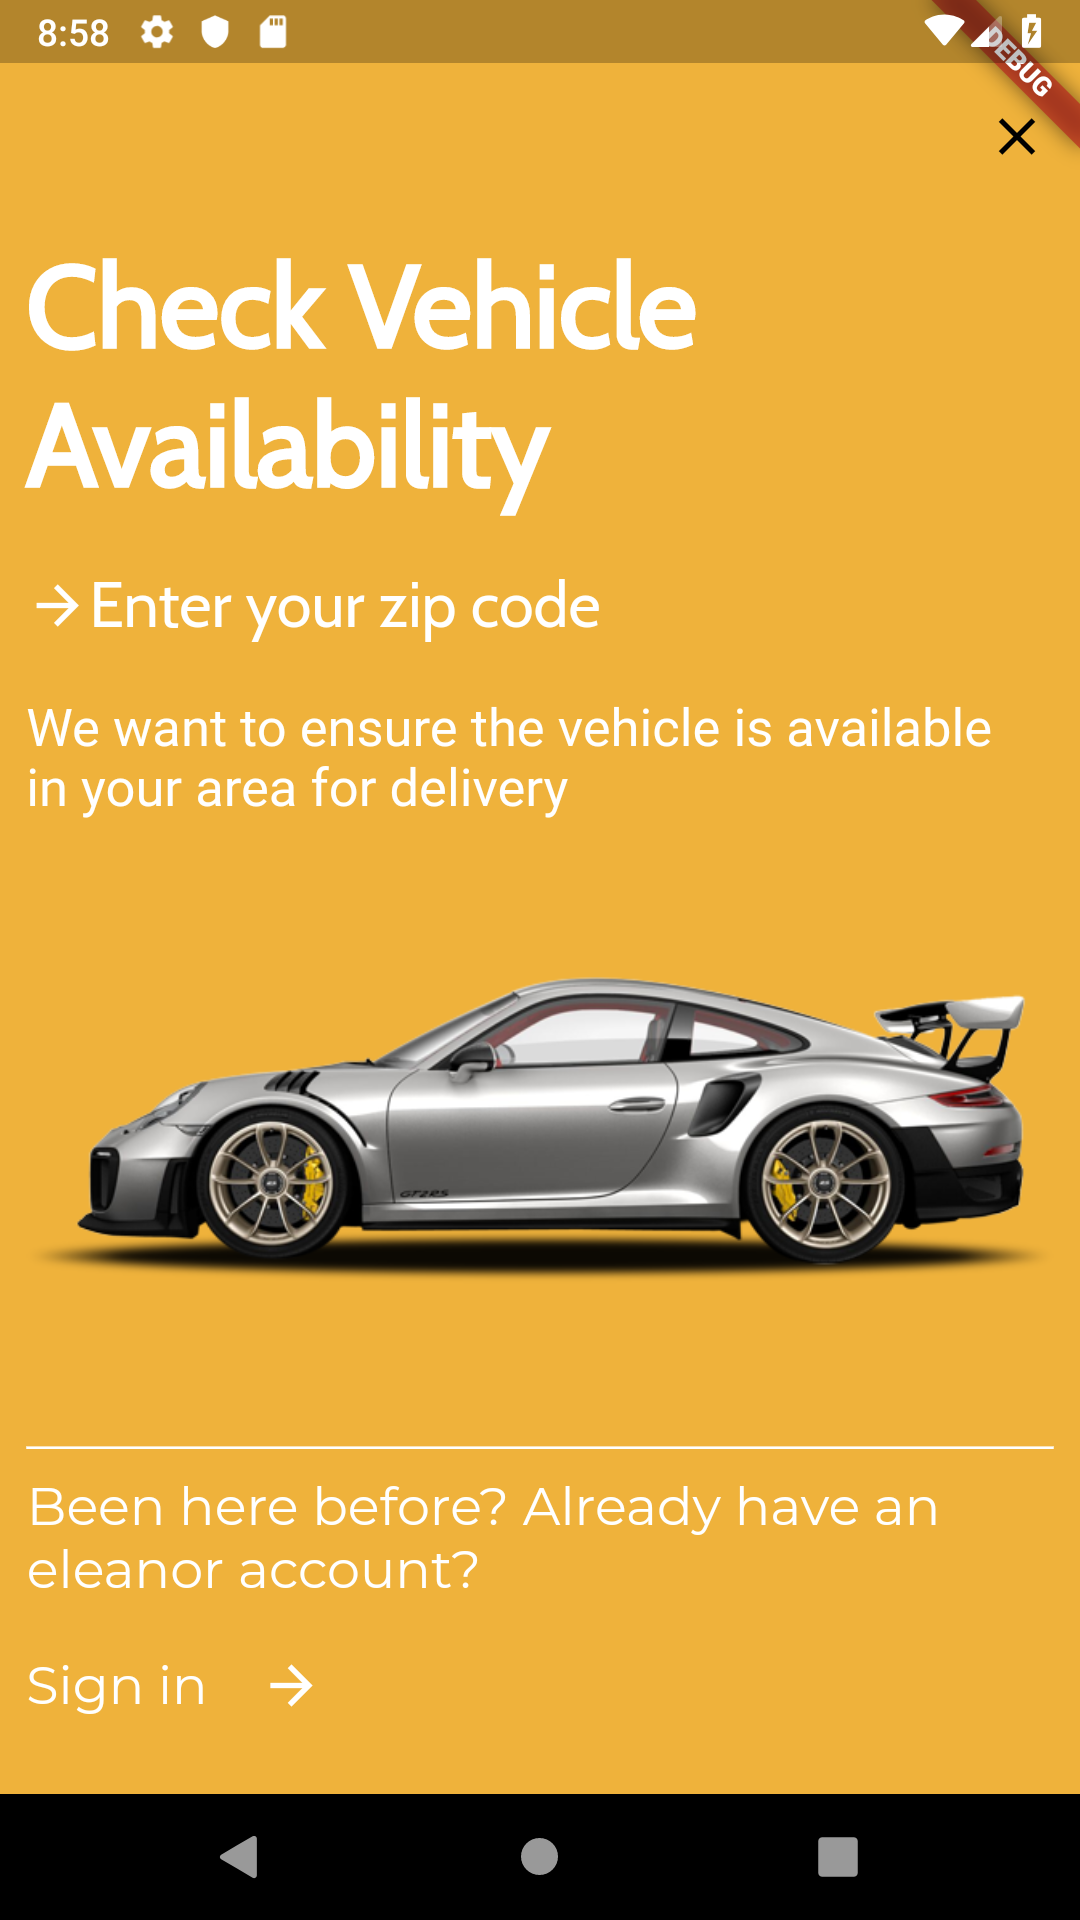 8:58
DEBUG
Check Vehicle
Availability
Enter your zip code
We want to ensure the vehicle is available
in your area for delivery
GT2RS
Been here before? Already have an
eleanor account?
Sign in